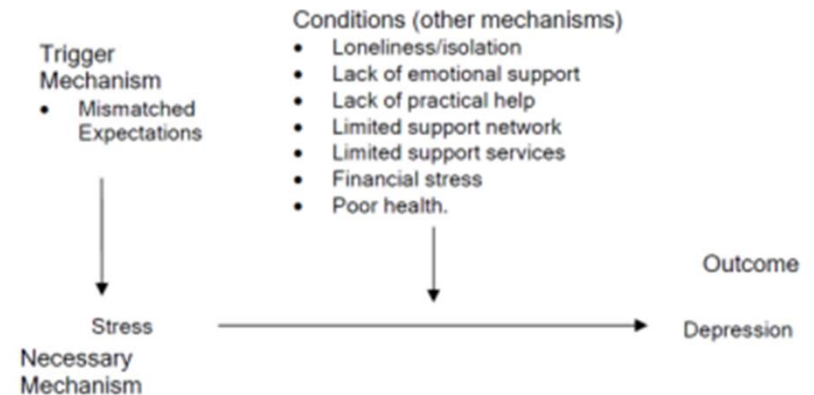 Trigger
Mechanism
• Mismatched
Expectations
Conditions (other mechanisms)
• Loneliness/isolation
• Lack of emotional support
• Lack of practical help
• Limited support network
• Limited support services
• Financial stress
• Poor health.
Outcome
Stress
Depression
Necessary
Mechanism